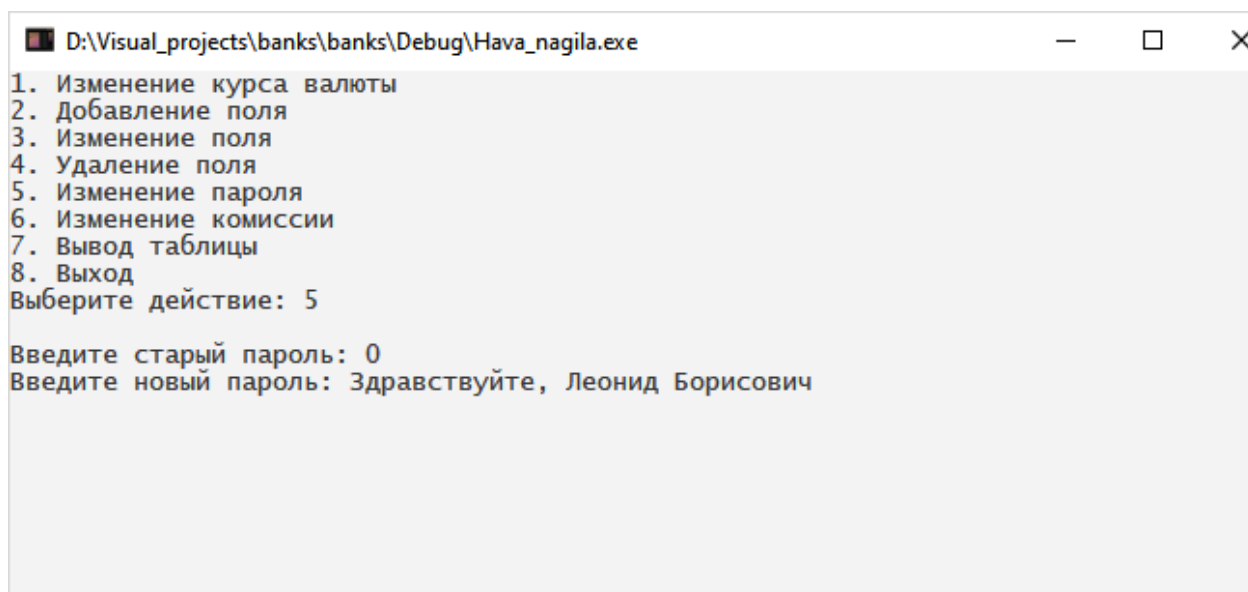 D:\Visual_projects\banks\banks\Debug\Hava_nagila.exe
1. Изменение курса валюты
2. Добавление поля
3. Изменение поля
4. Удаление поля
5. Изменение пароля
6. Изменение комиссии
7. Вывод таблицы
8. Выход
Выберите действие: 5
Введите старый пароль: 0
Введите новый пароль: Здравствуйте, Леонид Борисович